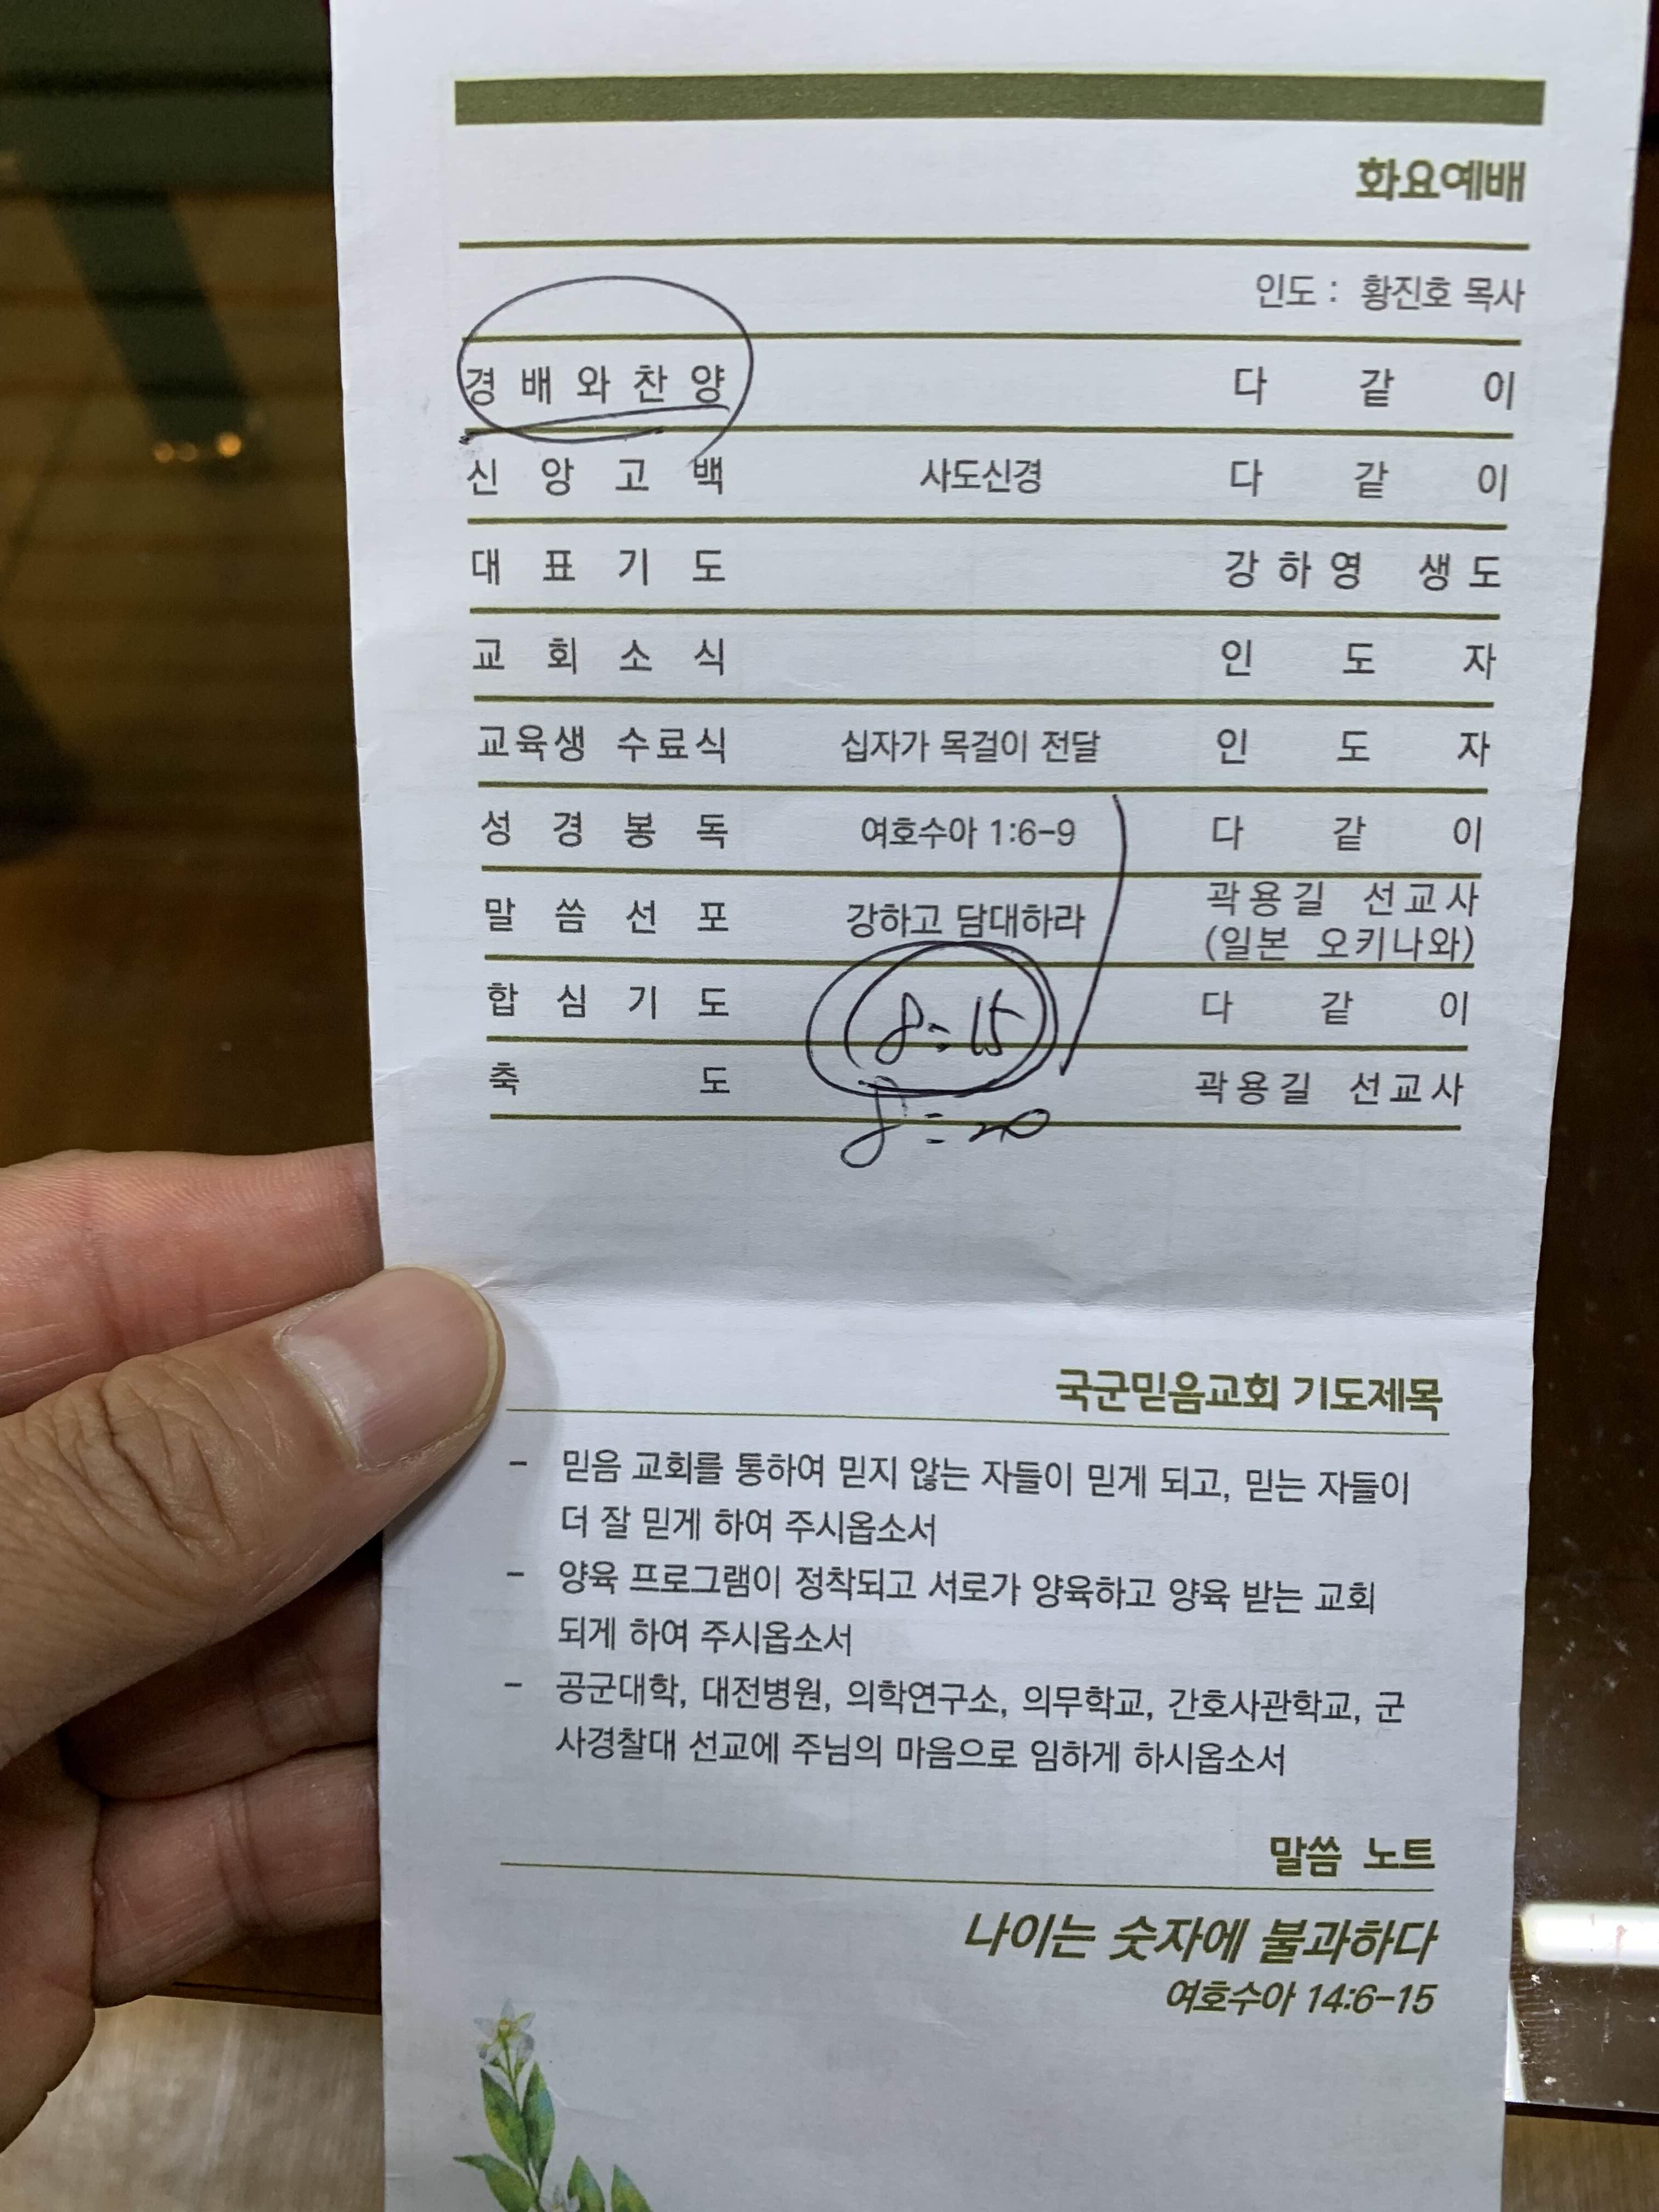 화요예배
인도 : 황진호 목사
경배와찬양 다같이
신앙고백 사도신경 다같이
대표기도 강하영 생도
교회소식 인도자
교육생 수료식 십자가 목걸이 전달 인도자
성경봉독 여호수아 1:6-9 다같이
말씀선포 강하고 담대하라 곽용길 선교사
(일본 오키나와)
합심기도 8:15 다같이
축도 곽용길 선교사
8:20
국군믿음교회 기도제목
- 믿음 교회를 통하여 믿지 않는 자들이 믿게 되고, 믿는 자들이
더 잘 믿게 하여 주시옵소서
- 양육 프로그램이 정착되고 서로가 양육하고 양육 받는 교회
되게 하여 주시옵소서
- 공군대학, 대전병원, 의학연구소, 의무학교, 간호사관학교, 군
사경찰대 선교에 주님의 마음으로 임하게 하시옵소서
말씀 노트
나이는 숫자에 불과하다
여호수아 14:6-15